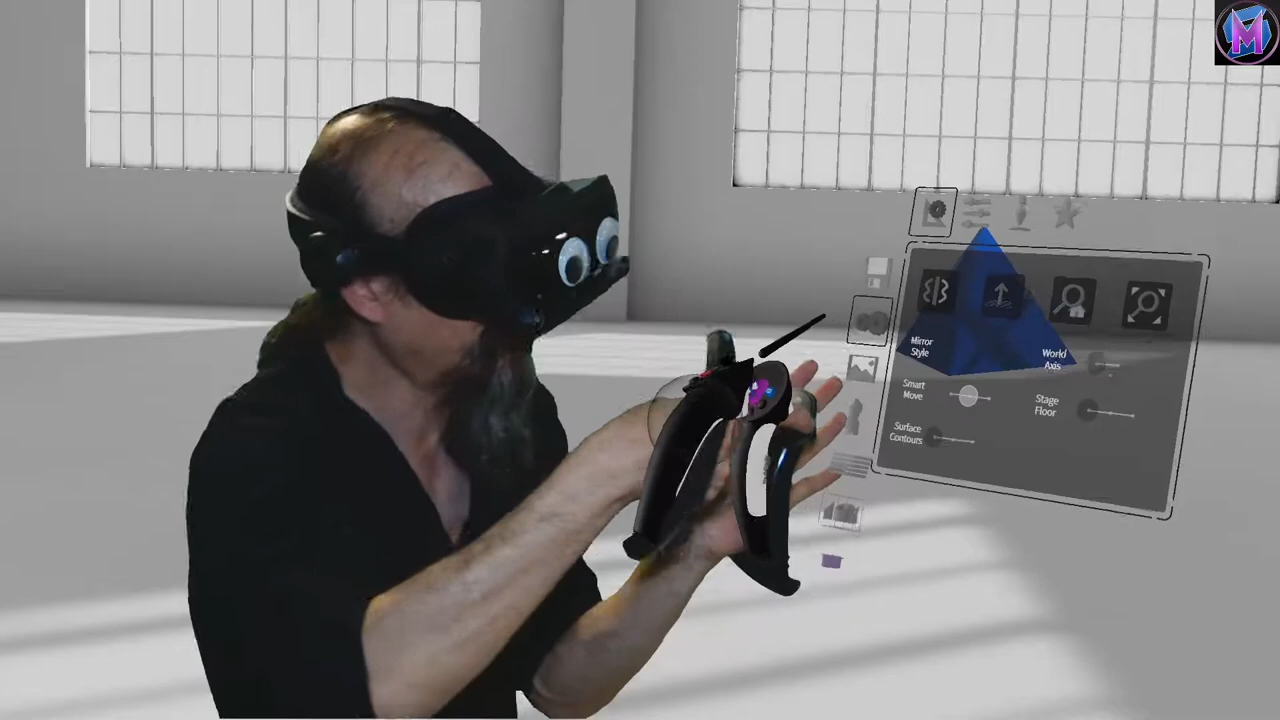 M
Mirror
Style
World
Axis
Smart
Move
Stage
Floor
Surface
Contours